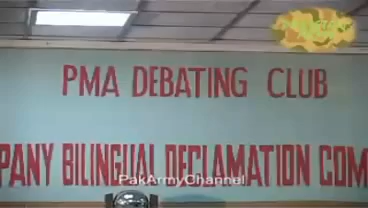 PMA DEBATING CLUB
PANY BILINGUAL DECLAMATION COM
PakArmyChannel